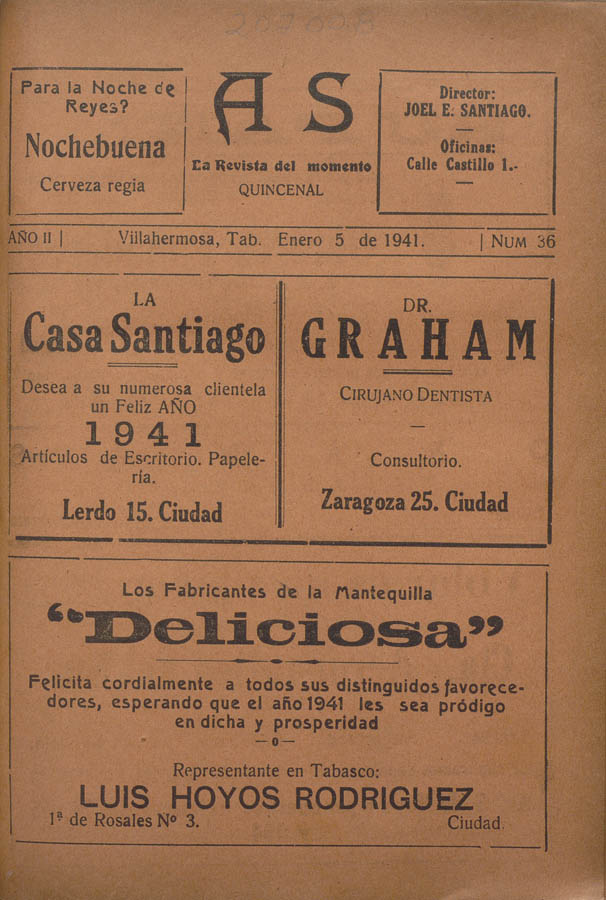 Para la Noche de
Reyes?
Nochebuena
Cerveza regia
AS
La Revista del momento
QUINCENAL
Director:
JOEL E. SANTIAGO.
Oficinas:
Calle Castillo 1.-
AÑO II | Villahermosa, Tab. Enero 5 de 1941. | NUM 36
LA
Casa Santiago
Desea a su numerosa clientela
un Feliz AÑO
1941
Artículos de Escritorio. Papele-
ría.
Lerdo 15. Ciudad
DR.
GRAHAM
CIRUJANO DENTISTA
Consultorio.
Zaragoza 25. Ciudad
Los Fabricantes de la Mantequilla
“Deliciosa”
Felicita cordialmente a todos sus distinguidos favorece-
dores, esperando que el año 1941 les sea pródigo
en dicha y prosperidad
—o—
Representante en Tabasco:
LUIS HOYOS RODRIGUEZ
1ª de Rosales Nº 3. Ciudad.